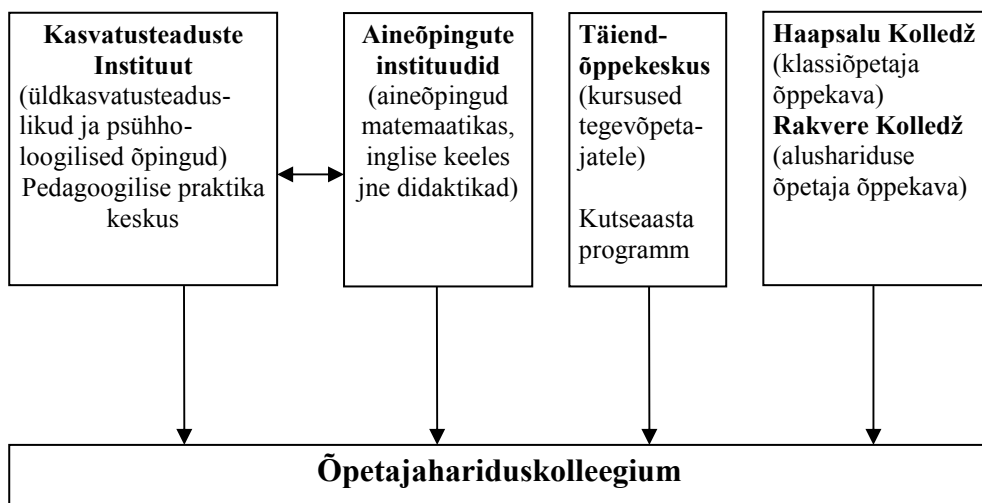 Kasvatusteaduste
Instituut
(üldkasvatusteadus-
likud ja psühho-
loogilised õpingud)
Pedagoogilise praktika
keskus
Aineõpingute
instituudid
(aineõpingud
matemaatikas,
inglise keeles
jne didaktikad)
Täiend-
õppekeskus
(kursused
tegevõpeta-
jatele)
Kutseaasta
programm
Haapsalu Kolledž
(klassiõpetaja
õppekava)
Rakvere Kolledž
(alushariduse
õpetaja õppekava)
Õpetajahariduskolleegium